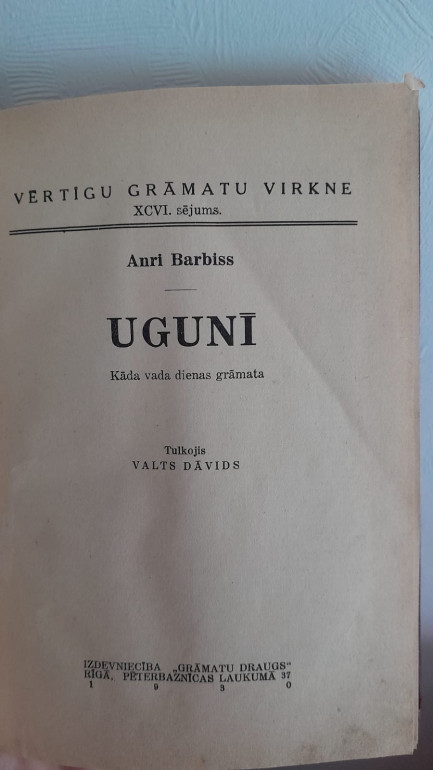 VĒRTĪGU GRĀMATU VIRKNE
XCVI. sējums.
Anri Barbiss
UGUNĪ
Kāda vada dienas grāmata
Tulkojis
VALTS DĀVIDS
IZDEVNIECĪBA „GRĀMATU DRAUGS"
RĪGĀ, PĒTERBAZNĪCAS LAUKUMĀ 37
1 9 3 0